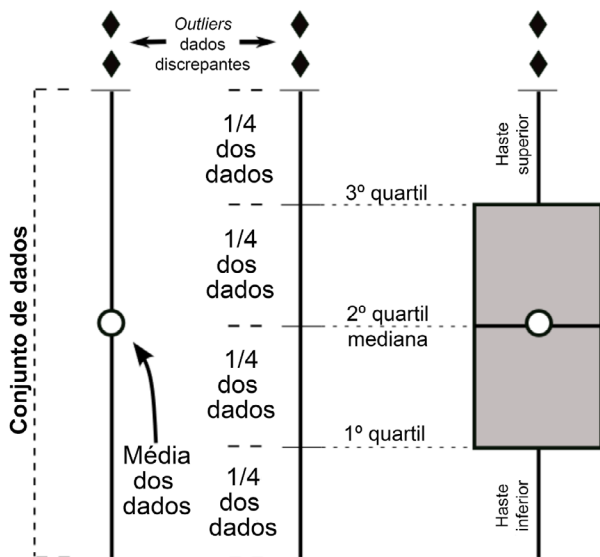 Outliers
dados
discrepantes
Conjunto de dados
Média
dos
dados
1/4
dos
dados
1/4
dos
dados
1/4
dos
dados
1/4
dos
dados
3º quartil
2º quartil
mediana
1º quartil
Haste
superior
Haste
inferior